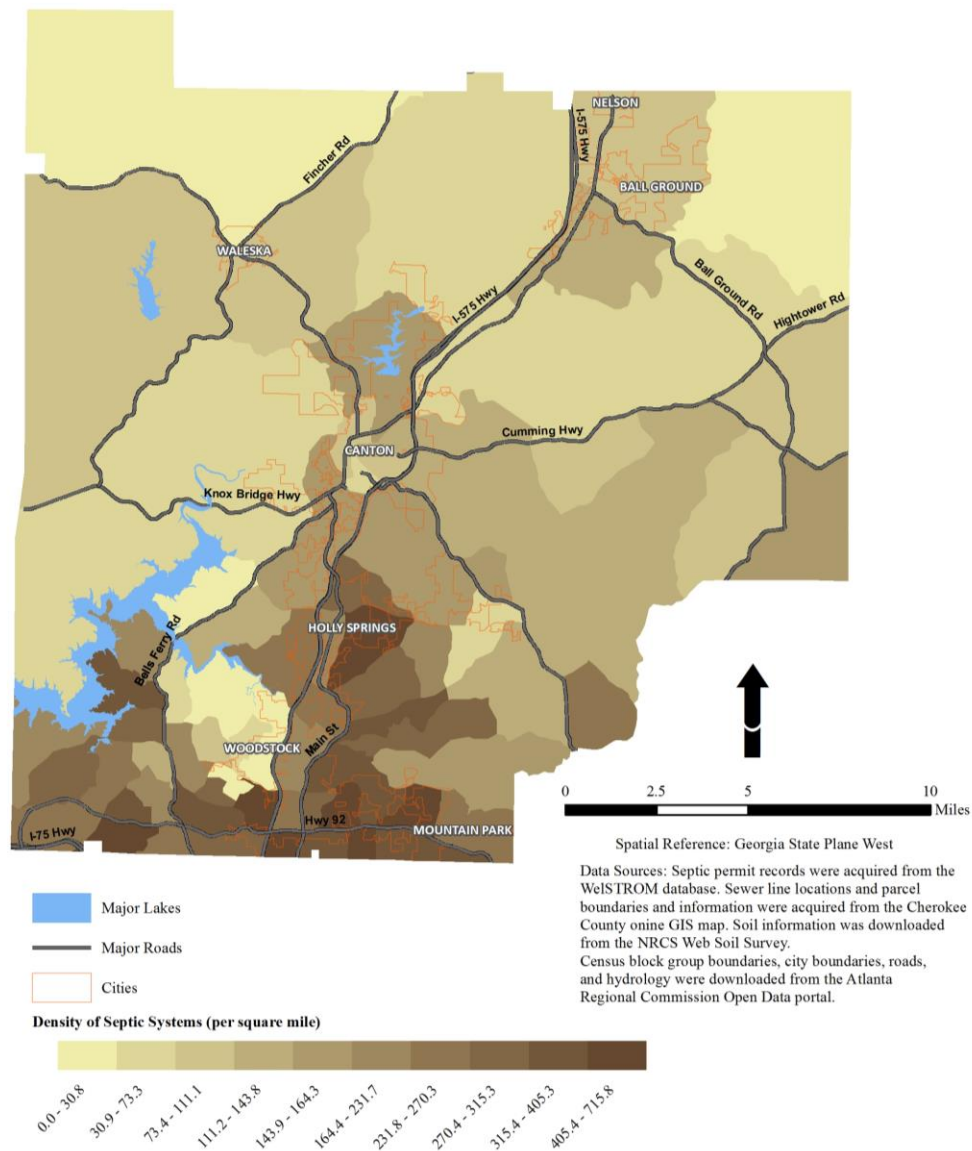 NELSON
I-575 Hwy
Fincher Rd
BALL GROUND
WALESKA
Ball Ground Rd
Hightower Rd
I-575 Hwy
Cumming Hwy
CANTON
Knox Bridge Hwy
HOLLY SPRINGS
Bells Ferry Rd
WOODSTOCK
Main St
Hwy 92
MOUNTAIN PARK
I-75 Hwy
0 2.5 5 10
Miles
Spatial Reference: Georgia State Plane West
Data Sources: Septic permit records were acquired from the
WelSTROM database. Sewer line locations and parcel
boundaries and information were acquired from the Cherokee
County onine GIS map. Soil information was downloaded
from the NRCS Web Soil Survey.
Census block group boundaries, city boundaries, roads,
and hydrology were downloaded from the Atlanta
Regional Commission Open Data portal.
Major Lakes
Major Roads
Cities
Density of Septic Systems (per square mile)
0.0 - 30.8
30.9 - 73.3
73.4 - 111.1
111.2 - 143.8
143.9 - 164.3
164.4 - 231.7
231.8 - 270.3
270.4 - 315.3
315.4 - 405.3
405.4 - 715.8